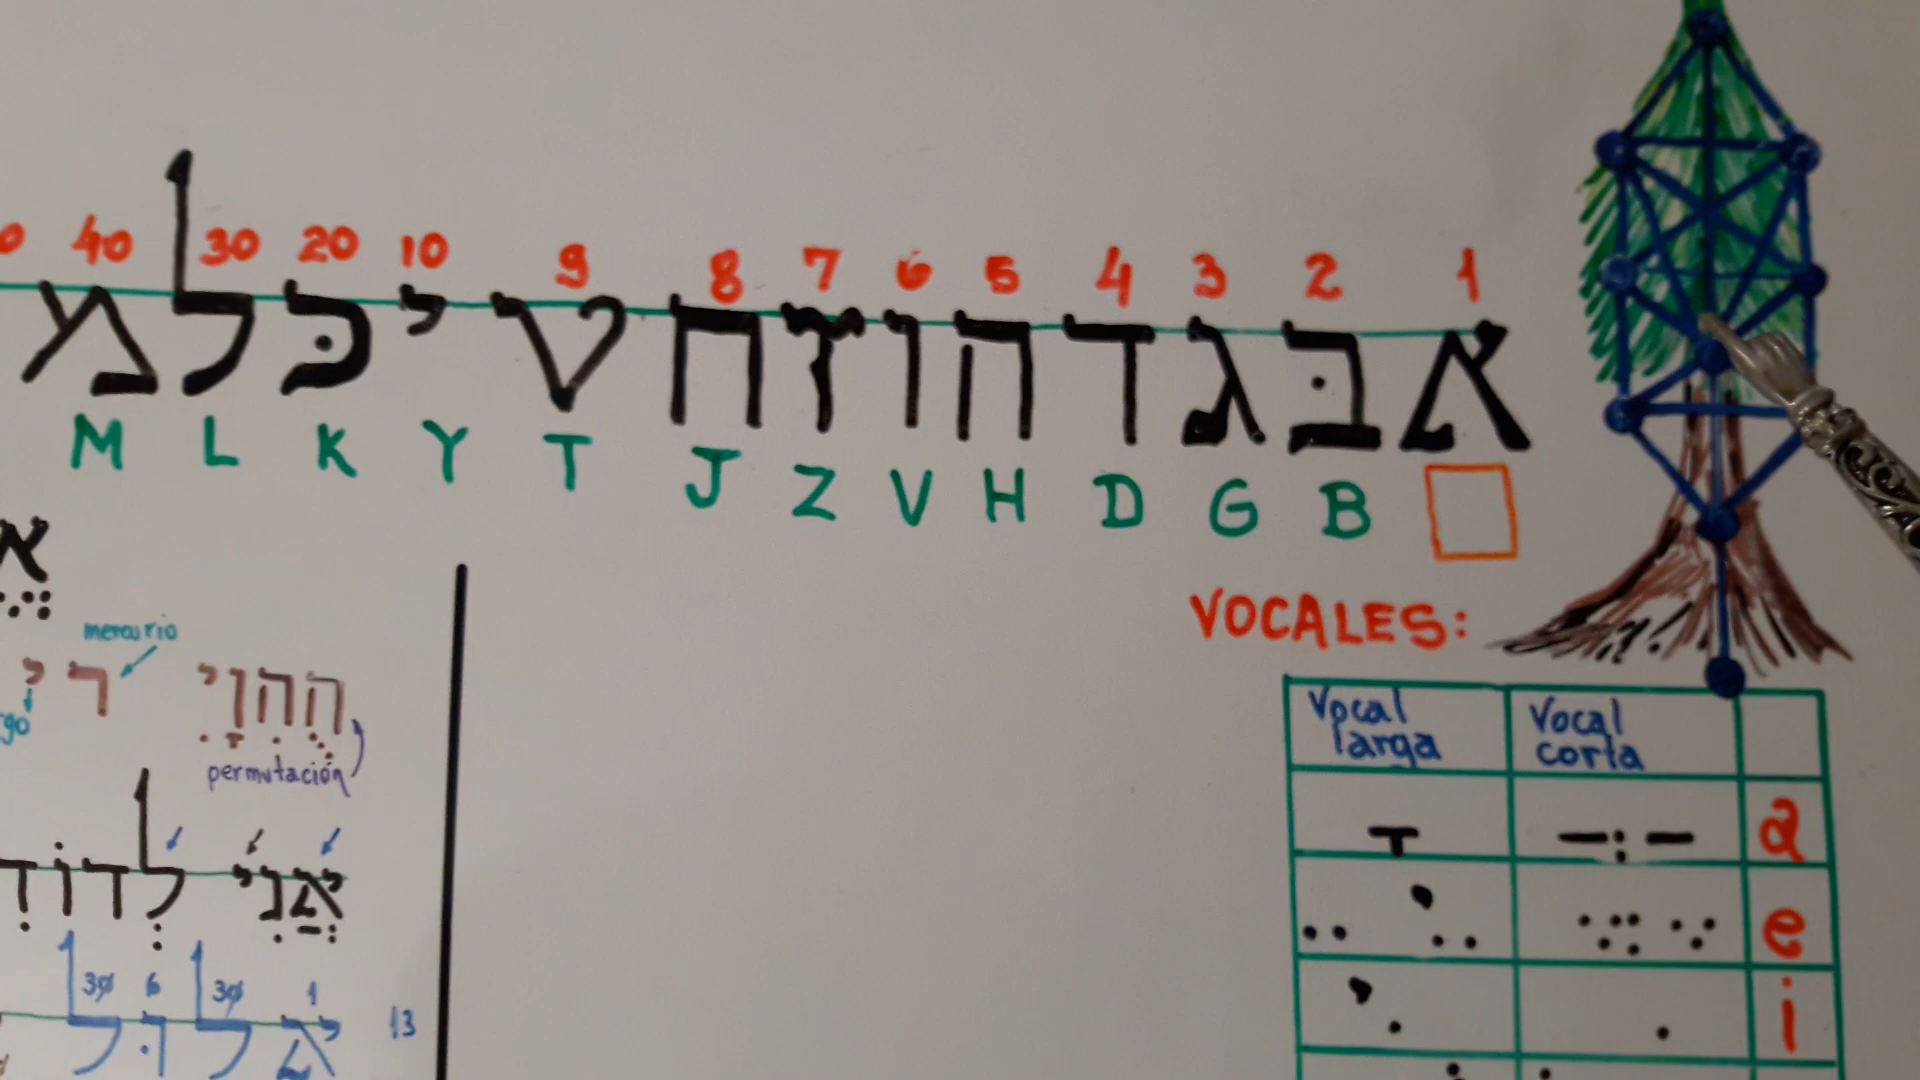 1 2 3 4 5 6 7 8 9 10 20 30 40
א בּ ג ד ה ו ז ח ט י כּ ל מ
B G D H V Z J T Y K L M
VOCALES:
mercurio
ר י
permutación
Vocal larga
Vocal corta
a
e
i
אֲנִי לְדוֹדִ
1 30 6 30
אלול
13